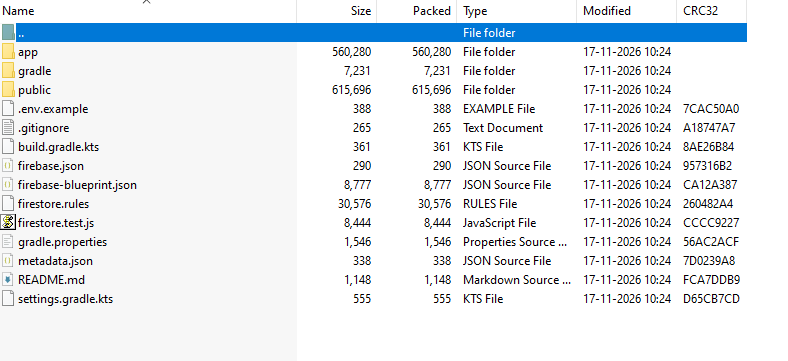 Name Size Packed Type Modified CRC32
.. File folder
app 560,280 560,280 File folder 17-11-2026 10:24
gradle 7,231 7,231 File folder 17-11-2026 10:24
public 615,696 615,696 File folder 17-11-2026 10:24
.env.example 388 388 EXAMPLE File 17-11-2026 10:24 7CAC50A0
.gitignore 265 265 Text Document 17-11-2026 10:24 A18747A7
build.gradle.kts 361 361 KTS File 17-11-2026 10:24 8AE26B84
firebase.json 290 290 JSON Source File 17-11-2026 10:24 957316B2
firebase-blueprint.json 8,777 8,777 JSON Source File 17-11-2026 10:24 CA12A387
firestore.rules 30,576 30,576 RULES File 17-11-2026 10:24 260482A4
firestore.test.js 8,444 8,444 JavaScript File 17-11-2026 10:24 CCCC9227
gradle.properties 1,546 1,546 Properties Source ... 17-11-2026 10:24 56AC2ACF
metadata.json 338 338 JSON Source File 17-11-2026 10:24 7D0239A8
README.md 1,148 1,148 Markdown Source ... 17-11-2026 10:24 FCA7DDB9
settings.gradle.kts 555 555 KTS File 17-11-2026 10:24 D65CB7CD